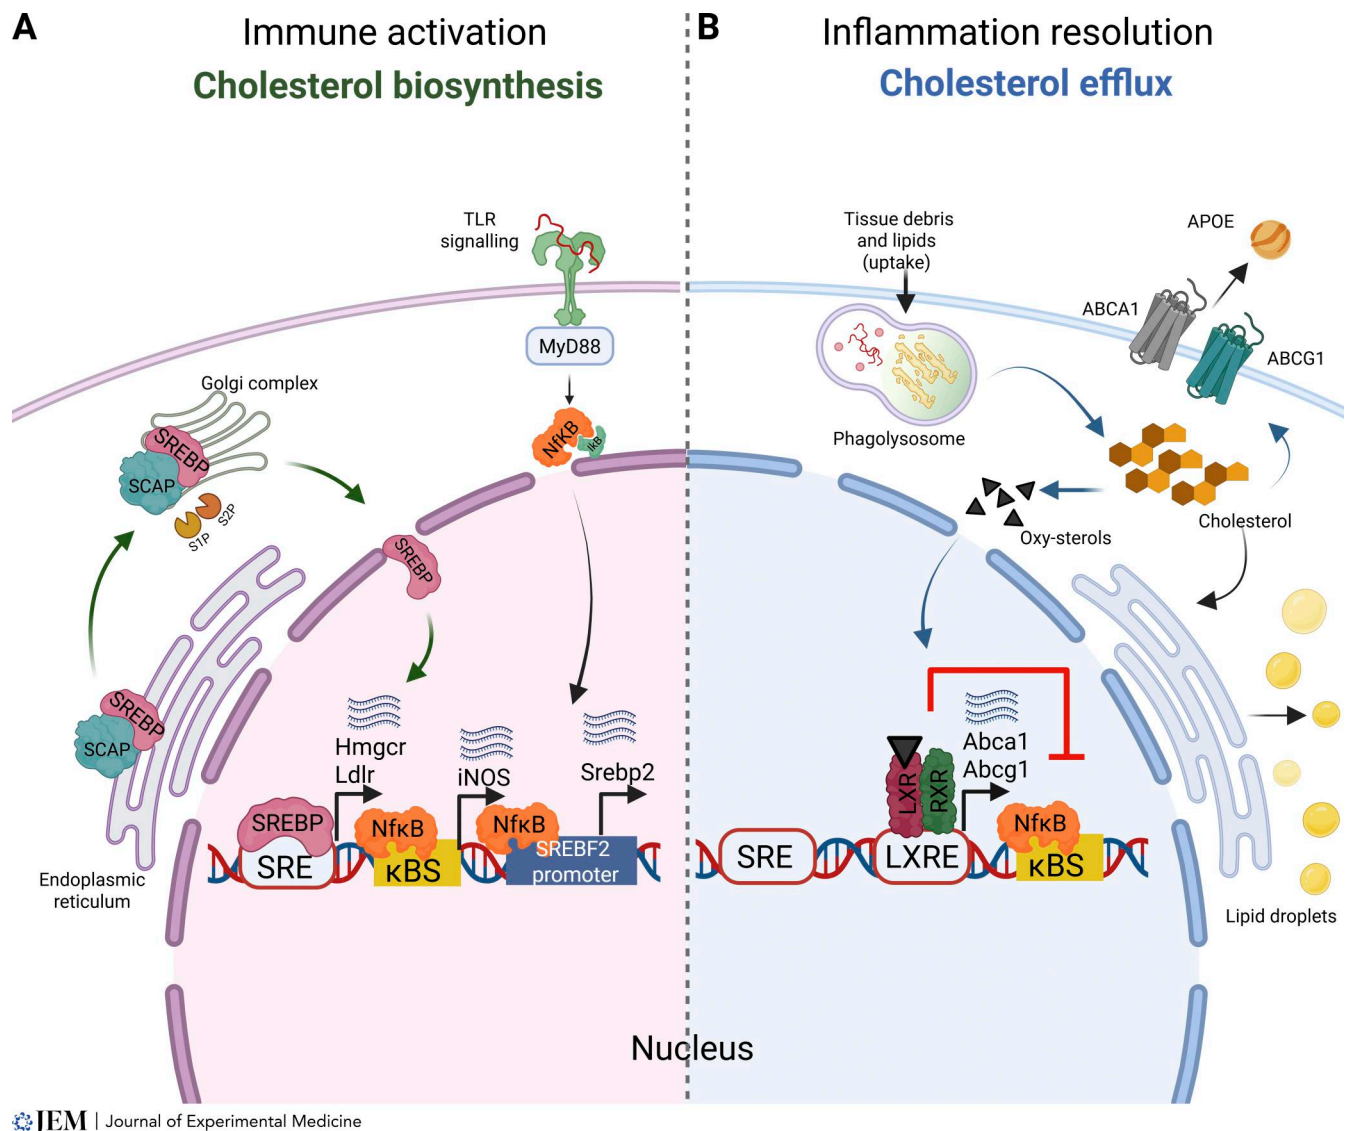 A
Immune activation
Cholesterol biosynthesis
TLR
signalling
MyD88
Golgi complex
NfKB
IkB
SREBP
SCAP
S1P
S2P
SREBP
SREBP
SCAP
Hmgcr
Ldlr
iNOS
Srebp2
SREBP
SRE
NfκB
κBS
NfκB
SREBF2
promoter
Endoplasmic
reticulum
B
Inflammation resolution
Cholesterol efflux
Tissue debris
and lipids
(uptake)
APOE
ABCA1
ABCG1
Phagolysosome
Cholesterol
Oxy-sterols
Abca1
Abcg1
LXR
RXR
SRE
LXRE
NfκB
κBS
Lipid droplets
Nucleus
JEM | Journal of Experimental Medicine